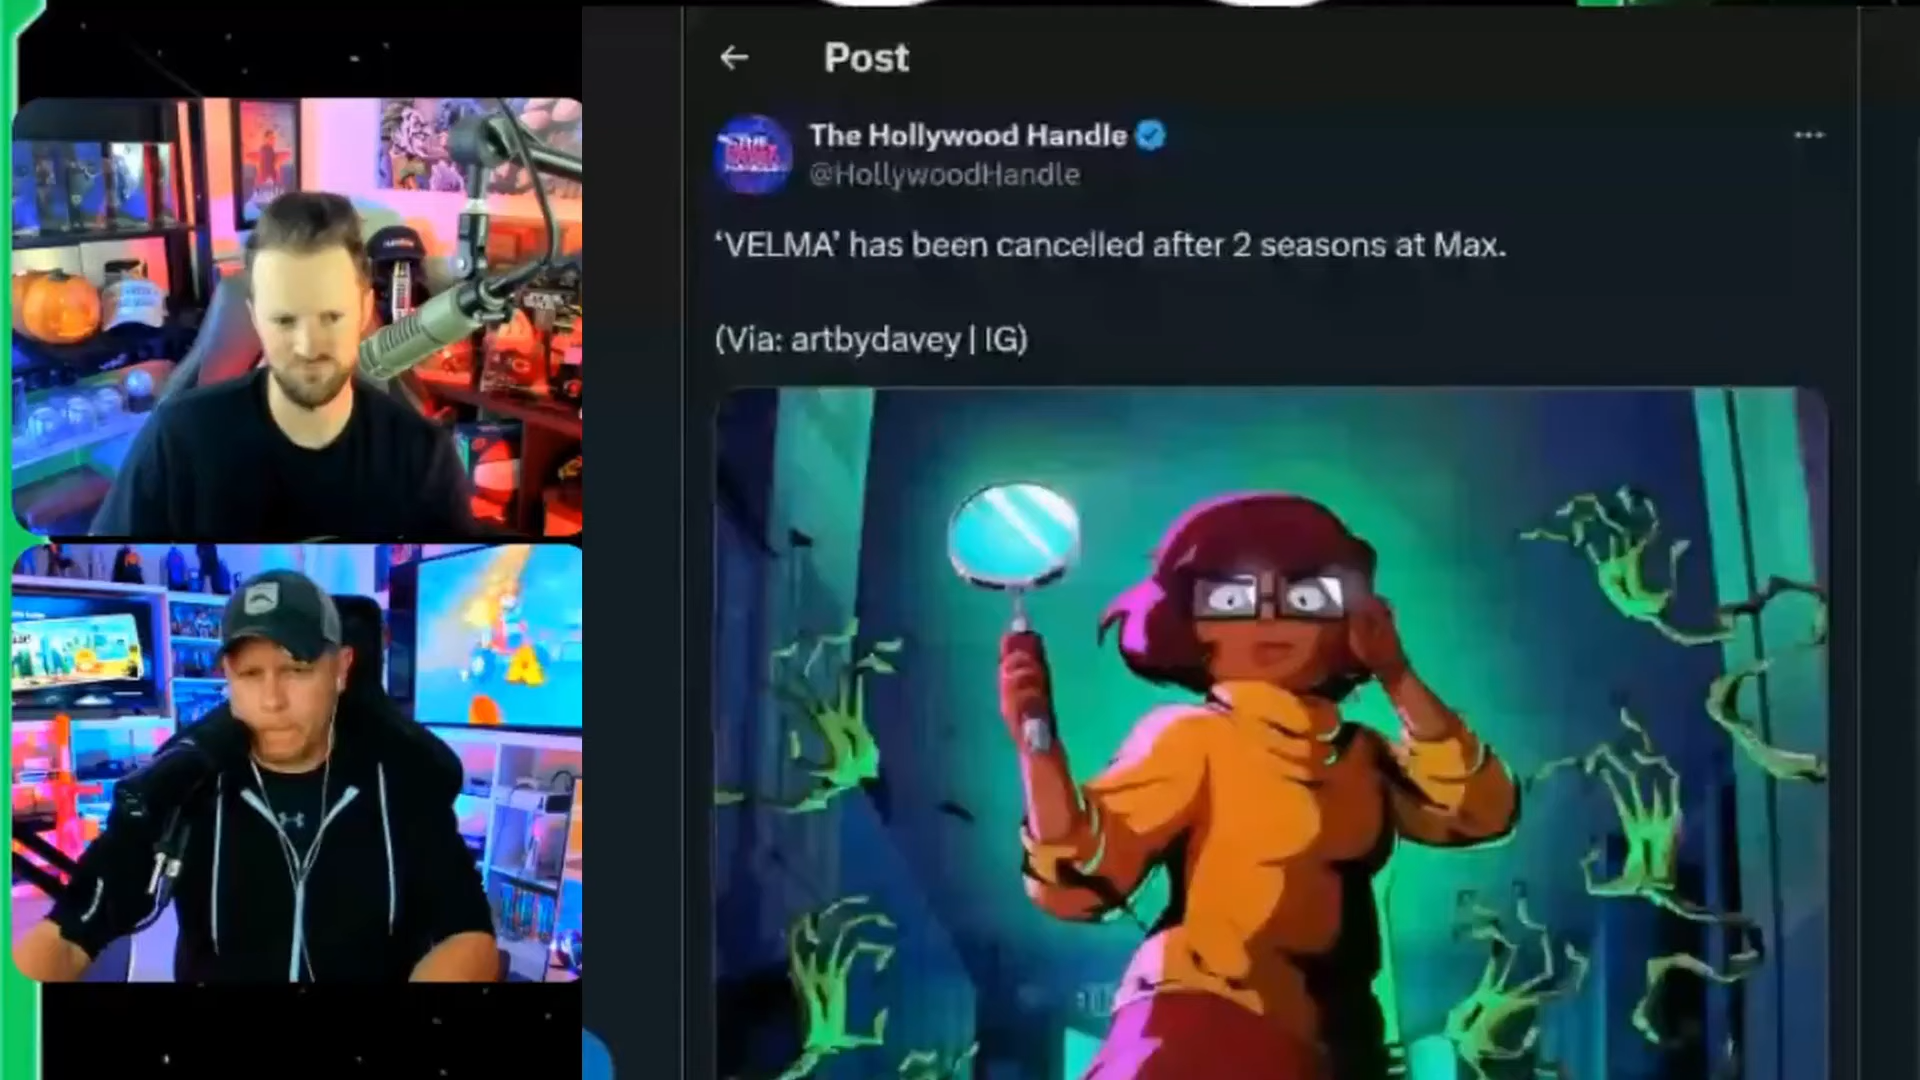 Post
The Hollywood Handle
@HollywoodHandle
‘VELMA’ has been cancelled after 2 seasons at Max.
(Via: artbydavey | IG)